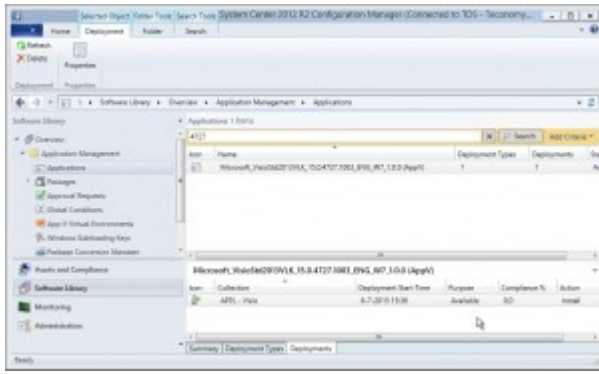 Selected Object Folder Tools Search Tools System Center 2012 R2 Configuration Manager (Connected to TDS - Teconomy...
Home Deployment Folder Search
Refresh
Delete
Properties
Deployment Properties
Software Library Overview Application Management Applications
Software Library
Applications 1 items
4727
Search Add Criteria
Overview
Application Management
Applications
Packages
Approval Requests
Global Conditions
App-V Virtual Environments
Windows Sideloading Keys
Package Conversion Manager
Icon Name Deployment Types Deployments
Microsoft_VisioStd2013VLK_15.0.4727.1003_ENG_W7_1.0.0 (AppV) 1 1
Assets and Compliance
Software Library
Monitoring
Administration
Microsoft_VisioStd2013VLK_15.0.4727.1003_ENG_W7_1.0.0 (AppV)
Icon Collection Deployment Start Time Purpose Compliance % Action
APPL - Visio 6-7-2015 15:36 Available 0.0 Install
Summary Deployment Types Deployments
Ready